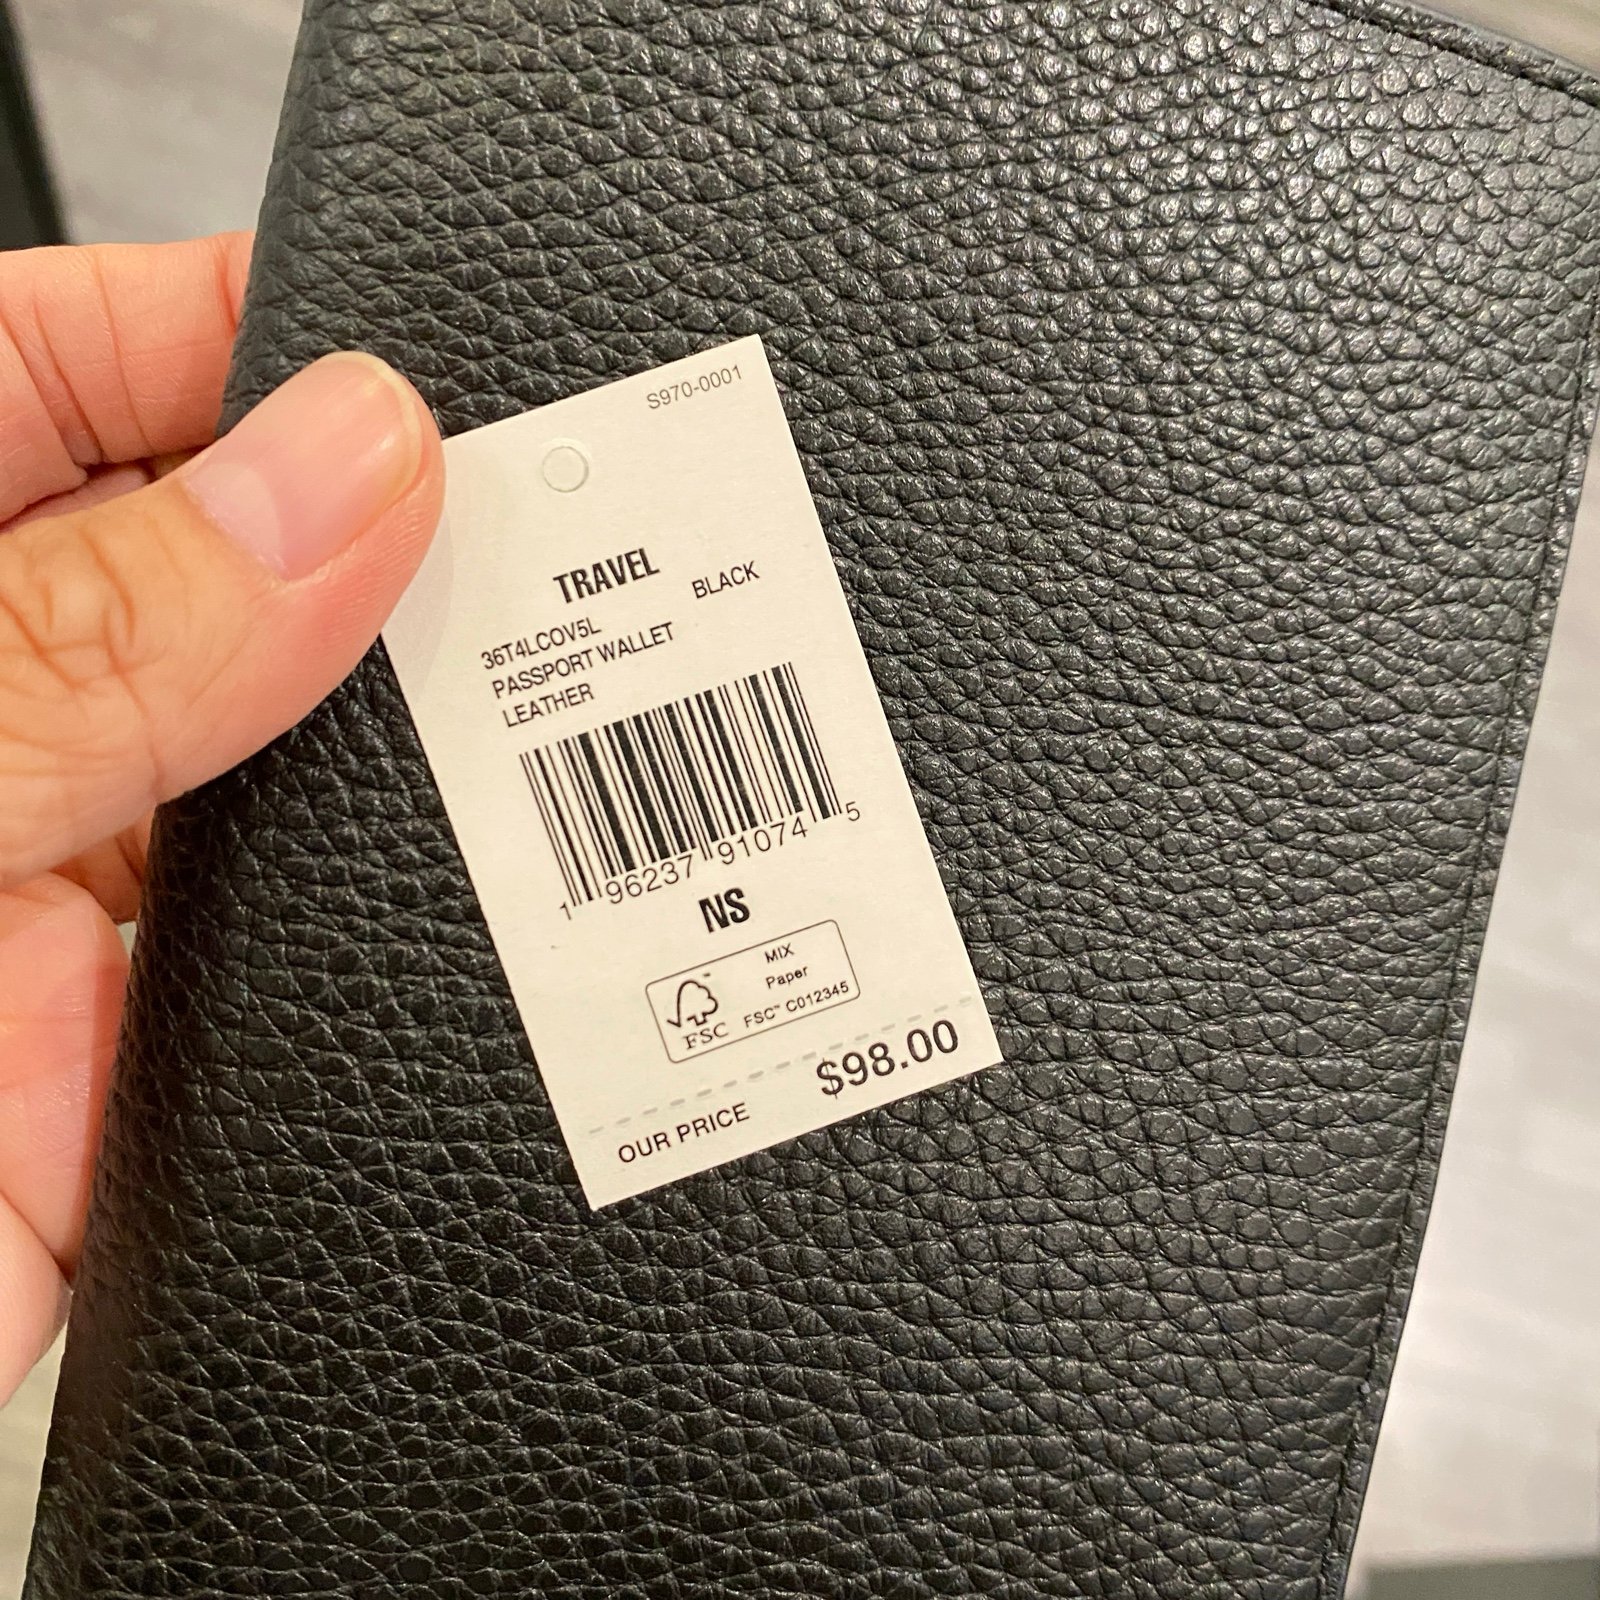 S970-0001
TRAVEL
BLACK
36T4LCOV5L
PASSPORT WALLET
LEATHER
1 96237 91074 5
NS
MIX
Paper
FSC™ C012345
FSC
OUR PRICE $98.00